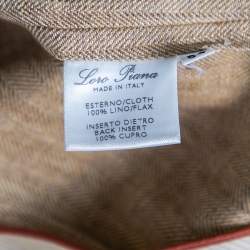 Loro Piana
MADE IN ITALY
ESTERNO/CLOTH
100% LINO/FLAX
INSERTO DIETRO
BACK INSERT
100% CUPRO